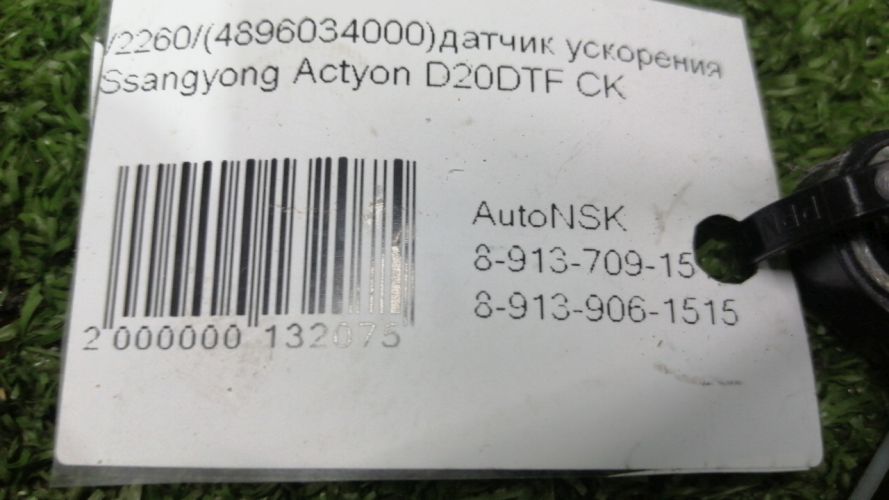 /2260/(4896034000)датчик ускорения
Ssangyong Actyon D20DTF CK
AutoNSK
8-913-709-15
8-913-906-1515
2 000000 132075